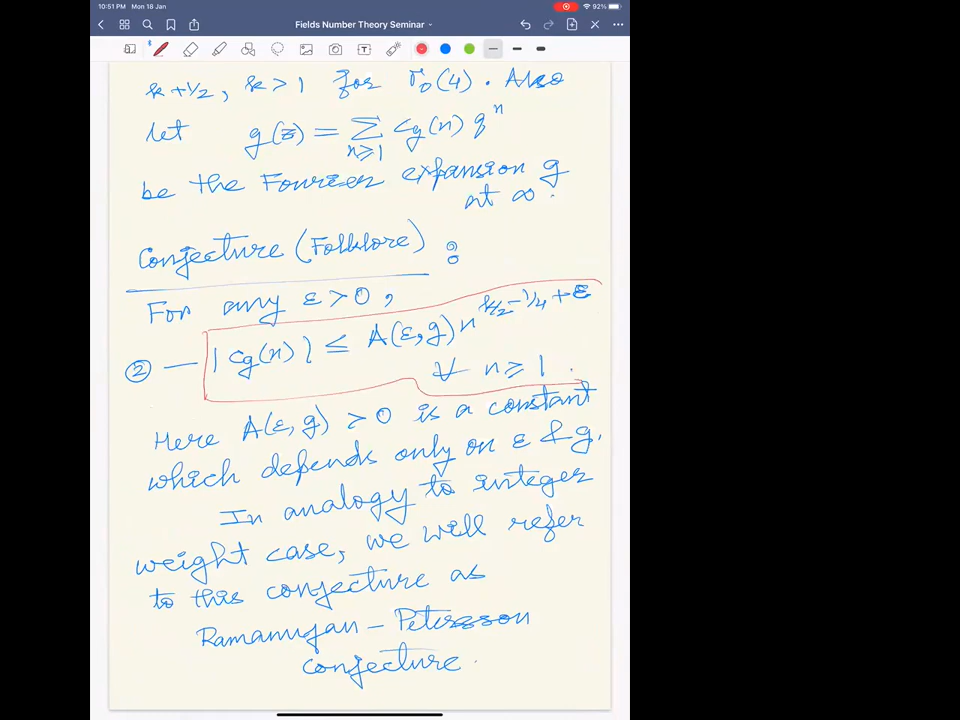 10:51 PM Mon 18 Jan
92%
Fields Number Theory Seminar
k+1/2, k > 1 for Γ₀(4). Also
let g(z) = ∑_{n≥1} c_g(n) q^n
be the Fourier expansion g
at ∞.
Conjecture (Folklore) :
For any ε > 0,
② — |c_g(n)| ≤ A(ε, g) n^{k/2 - 1/4 + ε}
∀ n ≥ 1.
Here A(ε, g) > 0 is a constant
which depends only on ε & g.
In analogy to integer
weight case, we will refer
to this conjecture as
Ramanujan – Petersson
conjecture.